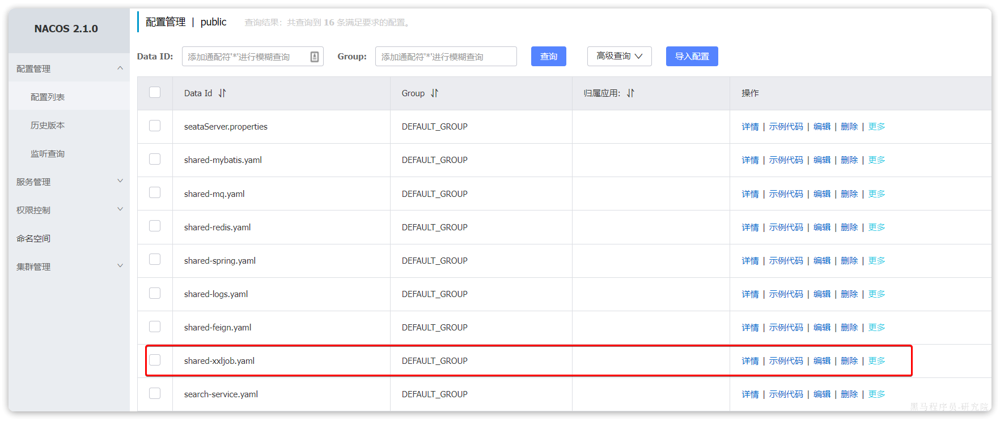 NACOS 2.1.0
配置管理
配置列表
历史版本
监听查询
服务管理
权限控制
命名空间
集群管理
配置管理 | public 查询结果：共查询到 16 条满足要求的配置。
Data ID: 添加通配符'*'进行模糊查询 Group: 添加通配符'*'进行模糊查询 查询 高级查询 导入配置
Data Id Group 归属应用: 操作
seataServer.properties DEFAULT_GROUP 详情 | 示例代码 | 编辑 | 删除 | 更多
shared-mybatis.yaml DEFAULT_GROUP 详情 | 示例代码 | 编辑 | 删除 | 更多
shared-mq.yaml DEFAULT_GROUP 详情 | 示例代码 | 编辑 | 删除 | 更多
shared-redis.yaml DEFAULT_GROUP 详情 | 示例代码 | 编辑 | 删除 | 更多
shared-spring.yaml DEFAULT_GROUP 详情 | 示例代码 | 编辑 | 删除 | 更多
shared-logs.yaml DEFAULT_GROUP 详情 | 示例代码 | 编辑 | 删除 | 更多
shared-feign.yaml DEFAULT_GROUP 详情 | 示例代码 | 编辑 | 删除 | 更多
shared-xxljob.yaml DEFAULT_GROUP 详情 | 示例代码 | 编辑 | 删除 | 更多
search-service.yaml DEFAULT_GROUP 详情 | 示例代码 | 编辑 | 删除 | 更多
黑马程序员-研究院